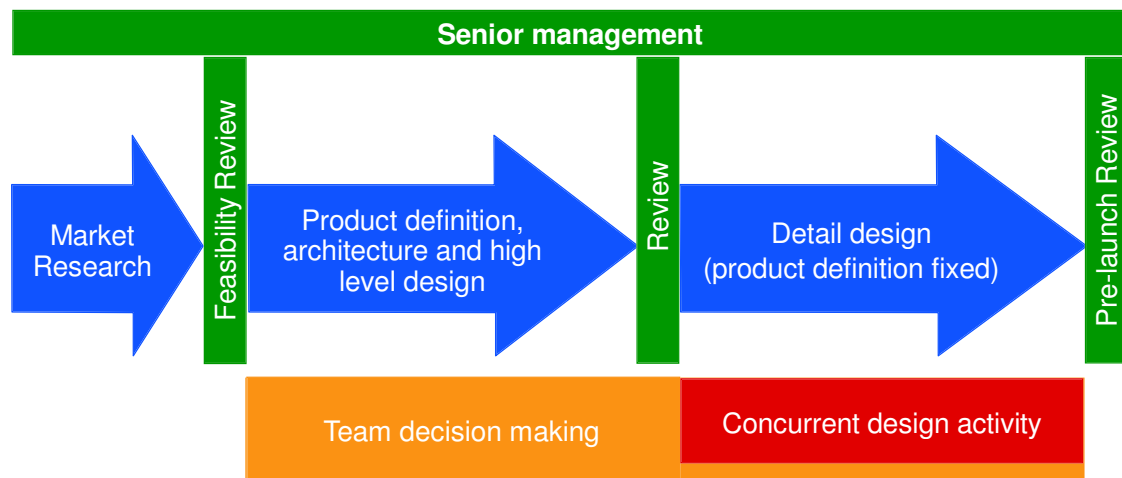 Senior management
Market
Research
Feasibility Review
Product definition,
architecture and high
level design
Review
Detail design
(product definition fixed)
Pre-launch Review
Team decision making
Concurrent design activity